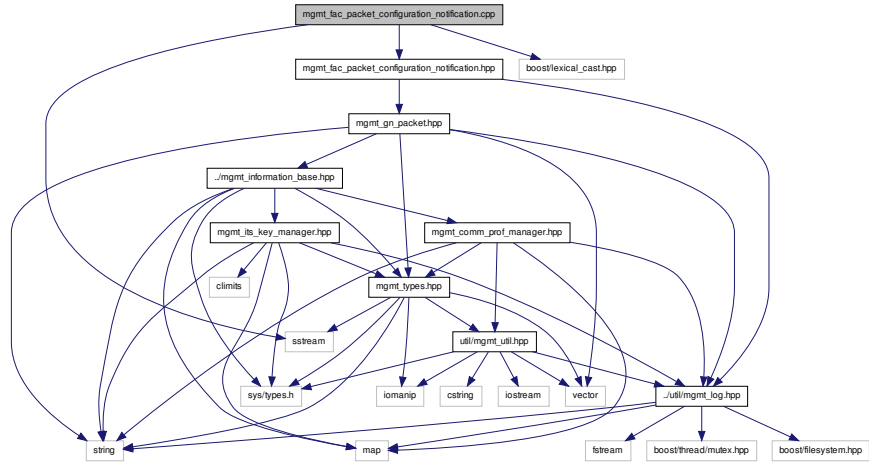 mgmt_fac_packet_configuration_notification.cpp
mgmt_fac_packet_configuration_notification.hpp
boost/lexical_cast.hpp
mgmt_gn_packet.hpp
../mgmt_information_base.hpp
mgmt_its_key_manager.hpp
mgmt_comm_prof_manager.hpp
climits
mgmt_types.hpp
sstream
util/mgmt_util.hpp
sys/types.h
iomanip
cstring
iostream
vector
../util/mgmt_log.hpp
string
map
fstream
boost/thread/mutex.hpp
boost/filesystem.hpp